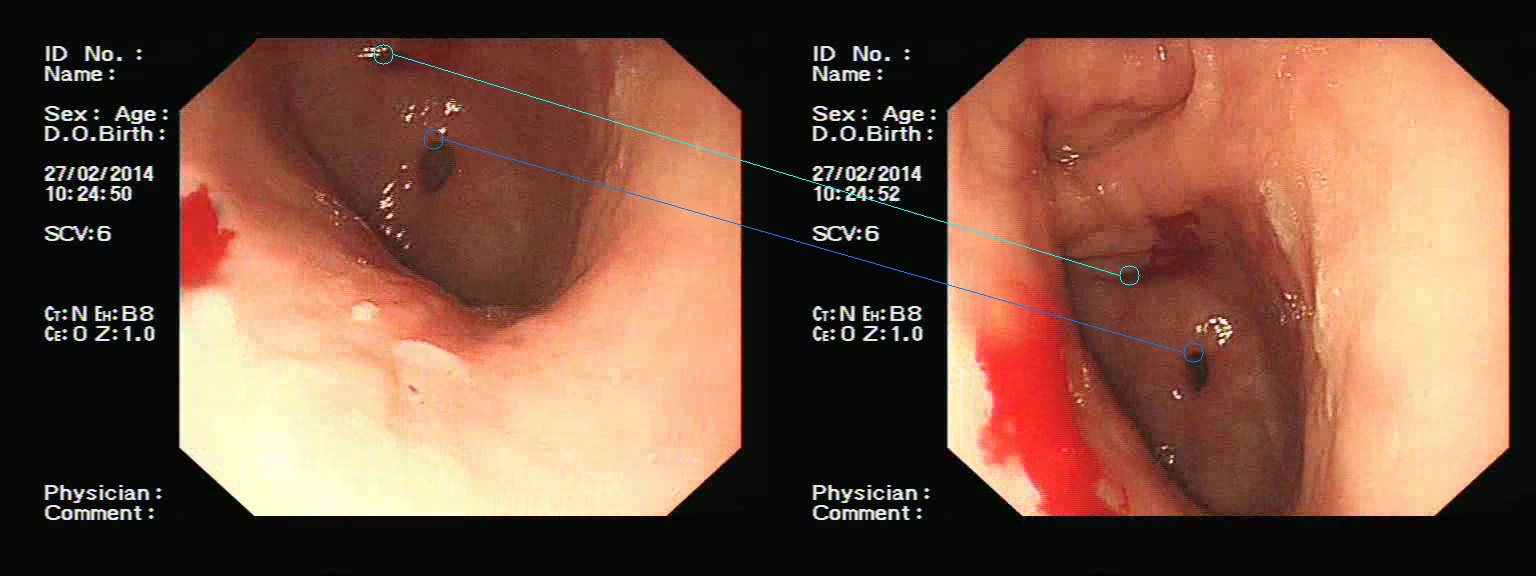 ID No. :
Name :
Sex : Age :
D.O.Birth :
27/02/2014
10:24:50
SCV:6
CT:N EH:B8
CE:0 Z:1.0
Physician :
Comment :
ID No. :
Name :
Sex : Age :
D.O.Birth :
27/02/2014
10:24:52
SCV:6
CT:N EH:B8
CE:0 Z:1.0
Physician :
Comment :